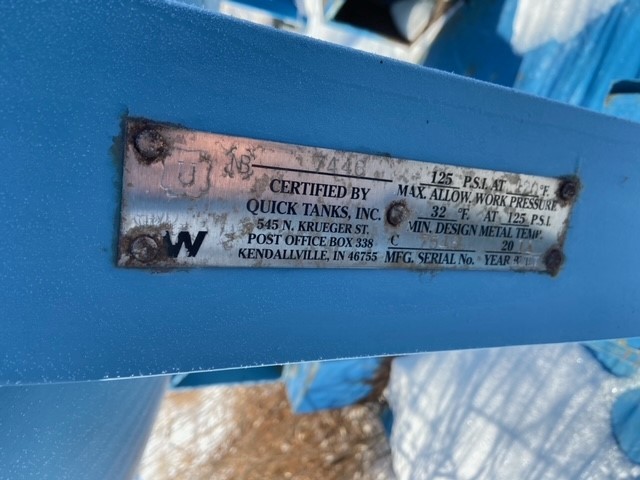 U
NB 7446
CERTIFIED BY
QUICK TANKS, INC.
545 N. KRUEGER ST.
POST OFFICE BOX 338
KENDALLVILLE, IN 46755
W
125 P.S.I. AT °F.
MAX. ALLOW. WORK PRESSURE
32 °F. AT 125 P.S.I.
MIN. DESIGN METAL TEMP.
C 20
MFG. SERIAL No. YEAR